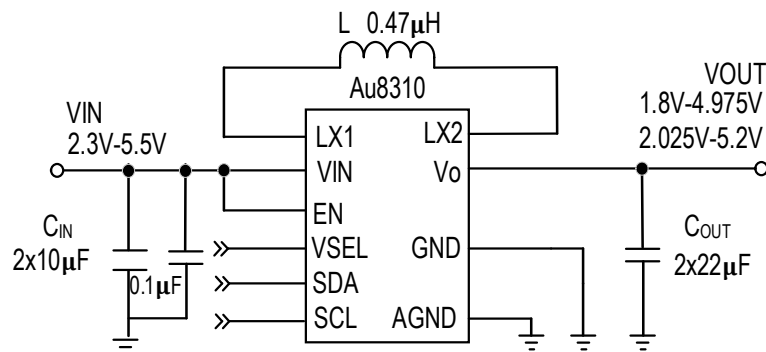 L 0.47μH
Au8310
VOUT
1.8V-4.975V
2.025V-5.2V
VIN
2.3V-5.5V
LX1
LX2
VIN
Vo
EN
CIN
2x10μF
0.1μF
VSEL
GND
COUT
2x22μF
SDA
SCL
AGND